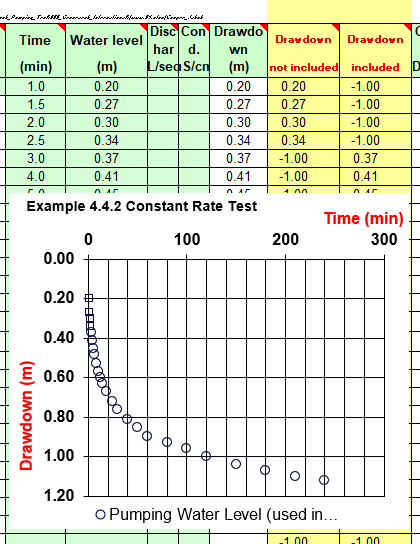 Disc Con Drawdo
Time Water level har d. wn Drawdown Drawdown
(min) (m) L/sec S/cn (m) not included included
1.0 0.20 0.20 0.20 -1.00
1.5 0.27 0.27 0.27 -1.00
2.0 0.30 0.30 0.30 -1.00
2.5 0.34 0.34 0.34 -1.00
3.0 0.37 0.37 -1.00 0.37
4.0 0.41 0.41 -1.00 0.41
Example 4.4.2 Constant Rate Test
Time (min)
0 100 200 300
0.00
0.20
0.40
0.60
0.80
1.00
1.20
Drawdown (m)
Pumping Water Level (used in...
-1.00 -1.00